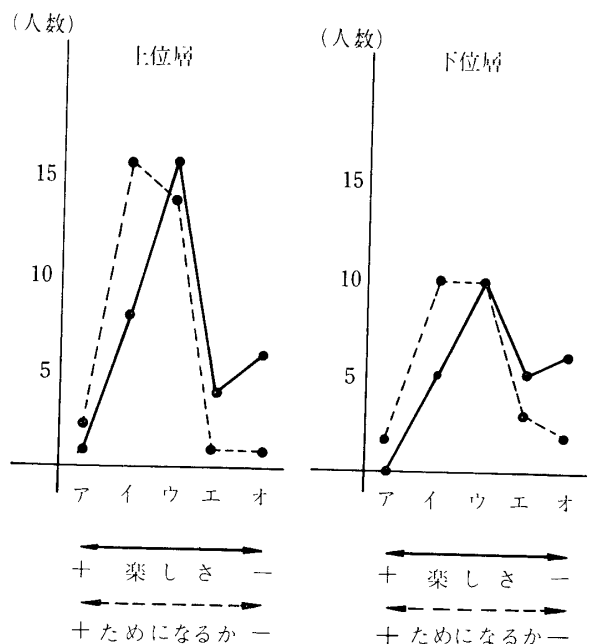 (人数)
上位層
15
10
5
ア イ ウ エ オ
+ 楽しさ −
+ ためになるか −
(人数)
下位層
15
10
5
ア イ ウ エ オ
+ 楽しさ −
+ ためになるか −